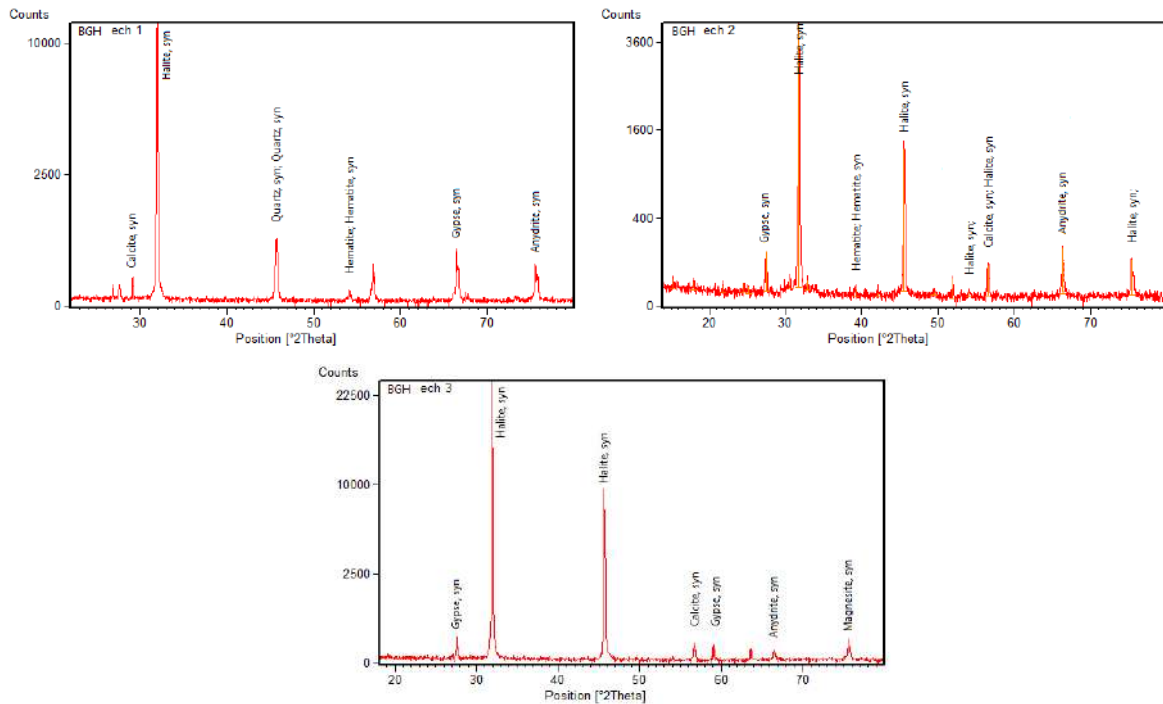 Counts
BGH ech 1
10000
2500
0
Calcite, syn
Halite, syn
Quartz, syn; Quartz, syn
Hematite; Hematite, syn
Gypse, syn
Anydrite, syn
30 40 50 60 70
Position [°2Theta]
Counts
BGH ech 2
3600
1600
400
0
Gypse, syn
Halite, syn
Hematite; Hematite, syn
Halite, syn
Halite, syn;
Calcite, syn; Halite, syn
Anydrite, syn
Halite, syn;
20 30 40 50 60 70
Position [°2Theta]
Counts
BGH ech 3
22500
10000
2500
0
Gypse, syn
Halite, syn
Halite, syn
Calcite, syn
Gypse, syn
Anydrite, syn
Magnesite, syn
20 30 40 50 60 70
Position [°2Theta]